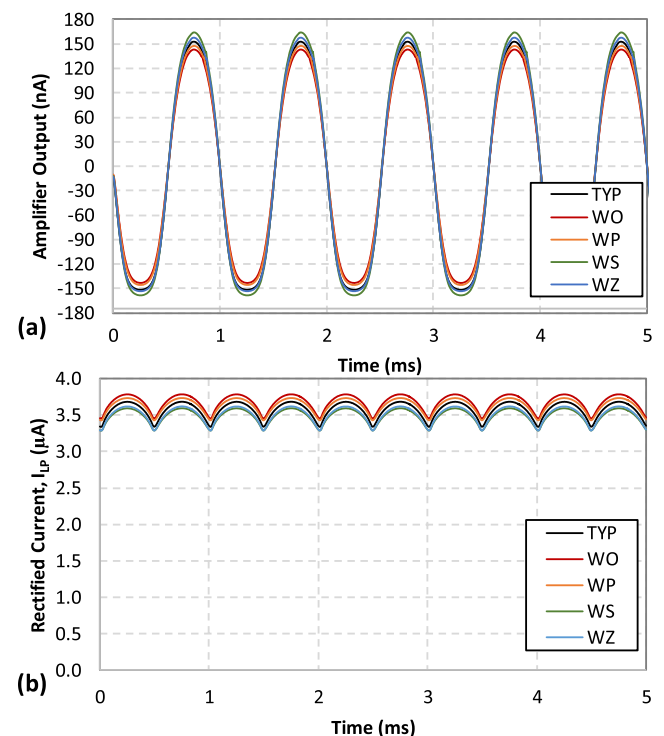 180
150
120
90
60
30
0
-30
-60
-90
-120
-150
-180
Amplifier Output (nA)
TYP
WO
WP
WS
WZ
0
1
2
3
4
5
(a)
Time (ms)
4.0
3.5
3.0
2.5
2.0
1.5
1.0
0.5
0.0
Rectified Current, I_LP (μA)
TYP
WO
WP
WS
WZ
0
1
2
3
4
5
(b)
Time (ms)